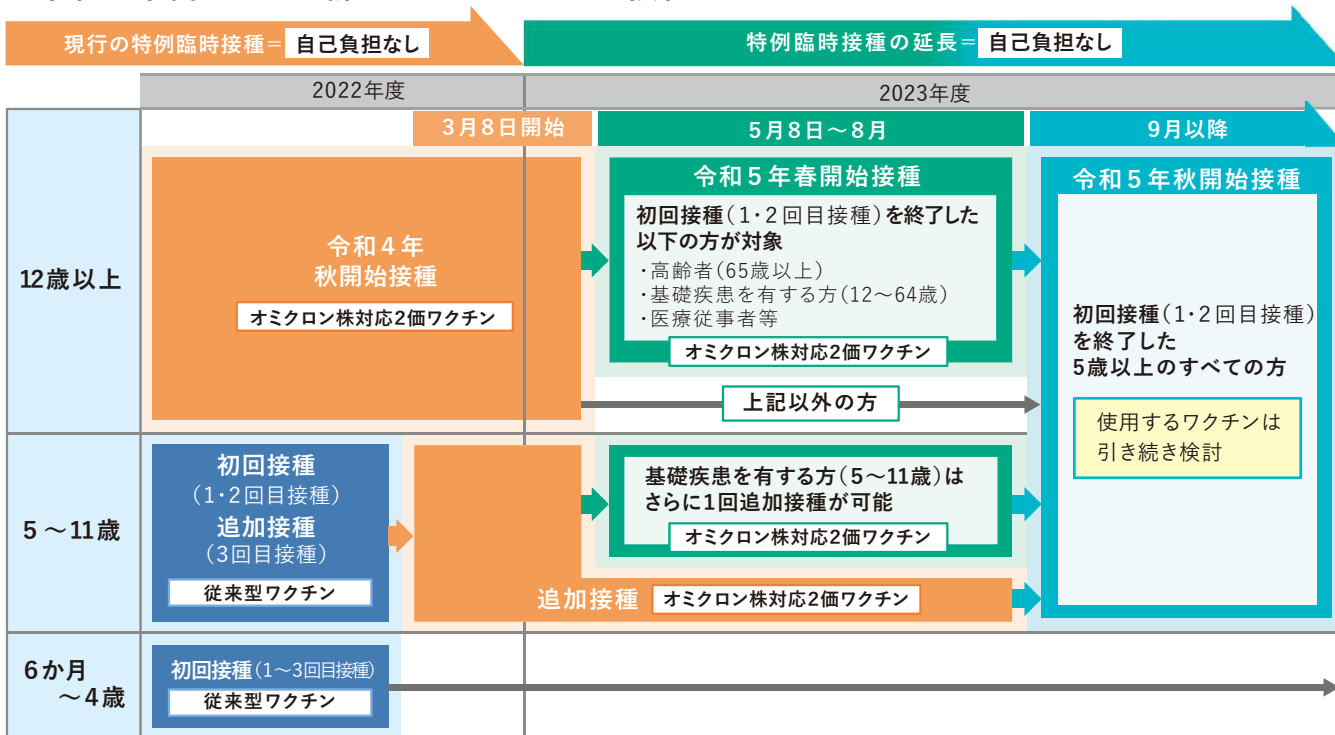 現行の特例臨時接種＝ 自己負担なし
特例臨時接種の延長＝ 自己負担なし
2022年度
2023年度
3月8日開始
5月8日～8月
9月以降
12歳以上
令和4年
秋開始接種
オミクロン株対応2価ワクチン
令和5年春開始接種
初回接種(1・2回目接種)を終了した
以下の方が対象
・高齢者(65歳以上)
・基礎疾患を有する方(12～64歳)
・医療従事者等
オミクロン株対応2価ワクチン
上記以外の方
令和5年秋開始接種
初回接種(1・2回目接種)
を終了した
5歳以上のすべての方
使用するワクチンは
引き続き検討
5～11歳
初回接種
(1・2回目接種)
追加接種
(3回目接種)
従来型ワクチン
基礎疾患を有する方(5～11歳)は
さらに1回追加接種が可能
オミクロン株対応2価ワクチン
追加接種 オミクロン株対応2価ワクチン
6か月
～4歳
初回接種(1～3回目接種)
従来型ワクチン